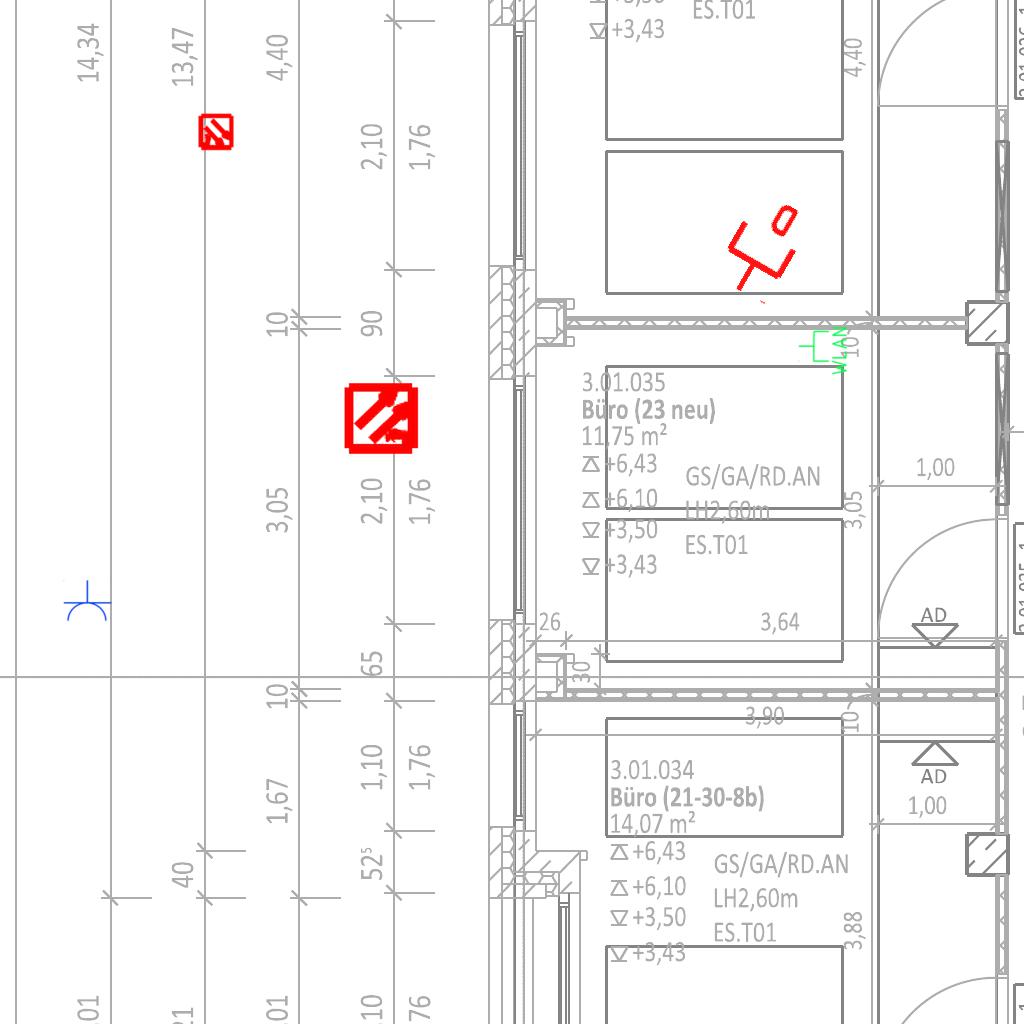 ES.T01
+3,43
14,34
13,47
4,40
4,40
2,10
1,76
10
90
10
WLAN
3.01.035
Büro (23 neu)
11,75 m²
+6,43
+6,10
+3,50
+3,43
GS/GA/RD.AN
LH2,60m
ES.T01
1,00
3,05
2,10
1,76
3,05
AD
26
3,64
65
30
10
3,90
10
AD
1,00
1,10
1,76
1,67
3.01.034
Büro (21-30-8b)
14,07 m²
+6,43
+6,10
+3,50
+3,43
GS/GA/RD.AN
LH2,60m
ES.T01
40
52⁵
3,88